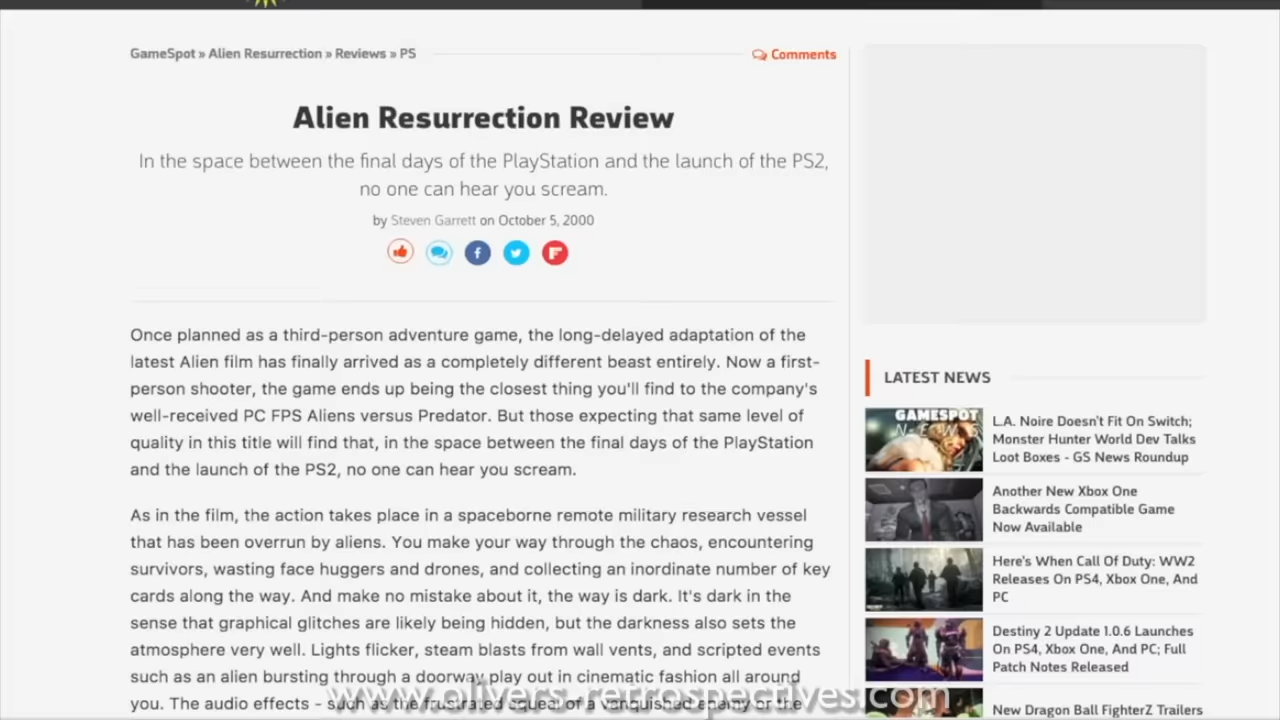 GameSpot » Alien Resurrection » Reviews » PS
Comments
Alien Resurrection Review
In the space between the final days of the PlayStation and the launch of the PS2,
no one can hear you scream.
by Steven Garrett on October 5, 2000
Once planned as a third-person adventure game, the long-delayed adaptation of the
latest Alien film has finally arrived as a completely different beast entirely. Now a first-
person shooter, the game ends up being the closest thing you'll find to the company's
well-received PC FPS Aliens versus Predator. But those expecting that same level of
quality in this title will find that, in the space between the final days of the PlayStation
and the launch of the PS2, no one can hear you scream.
As in the film, the action takes place in a spaceborne remote military research vessel
that has been overrun by aliens. You make your way through the chaos, encountering
survivors, wasting face huggers and drones, and collecting an inordinate number of key
cards along the way. And make no mistake about it, the way is dark. It's dark in the
sense that graphical glitches are likely being hidden, but the darkness also sets the
atmosphere very well. Lights flicker, steam blasts from wall vents, and scripted events
such as an alien bursting through a doorway play out in cinematic fashion all around
you. The audio effects - such as the frustrated squeal of a vanquished enemy or the
www.olivers-retrospectives.com
LATEST NEWS
GAMESPOT
L.A. Noire Doesn't Fit On Switch;
Monster Hunter World Dev Talks
Loot Boxes - GS News Roundup
Another New Xbox One
Backwards Compatible Game
Now Available
Here's When Call Of Duty: WW2
Releases On PS4, Xbox One, And
PC
Destiny 2 Update 1.0.6 Launches
On PS4, Xbox One, And PC; Full
Patch Notes Released
New Dragon Ball FighterZ Trailers